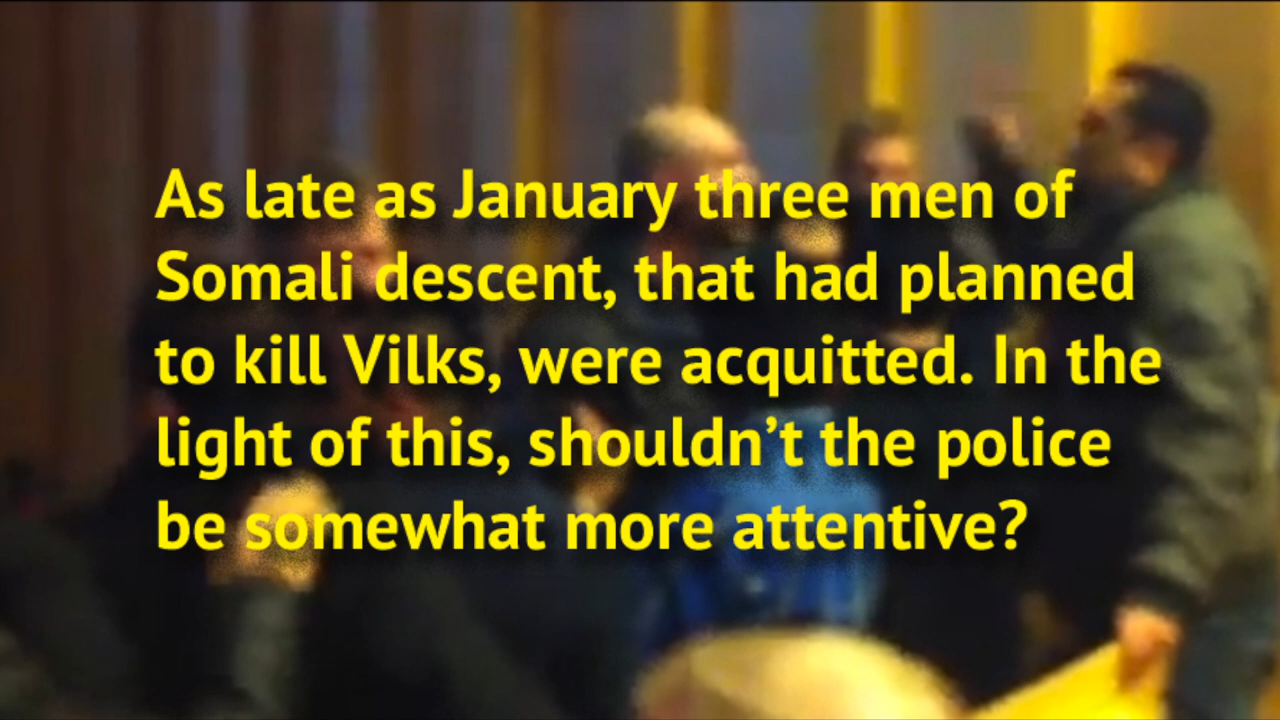 As late as January three men of
Somali descent, that had planned
to kill Vilks, were acquitted. In the
light of this, shouldn’t the police
be somewhat more attentive?